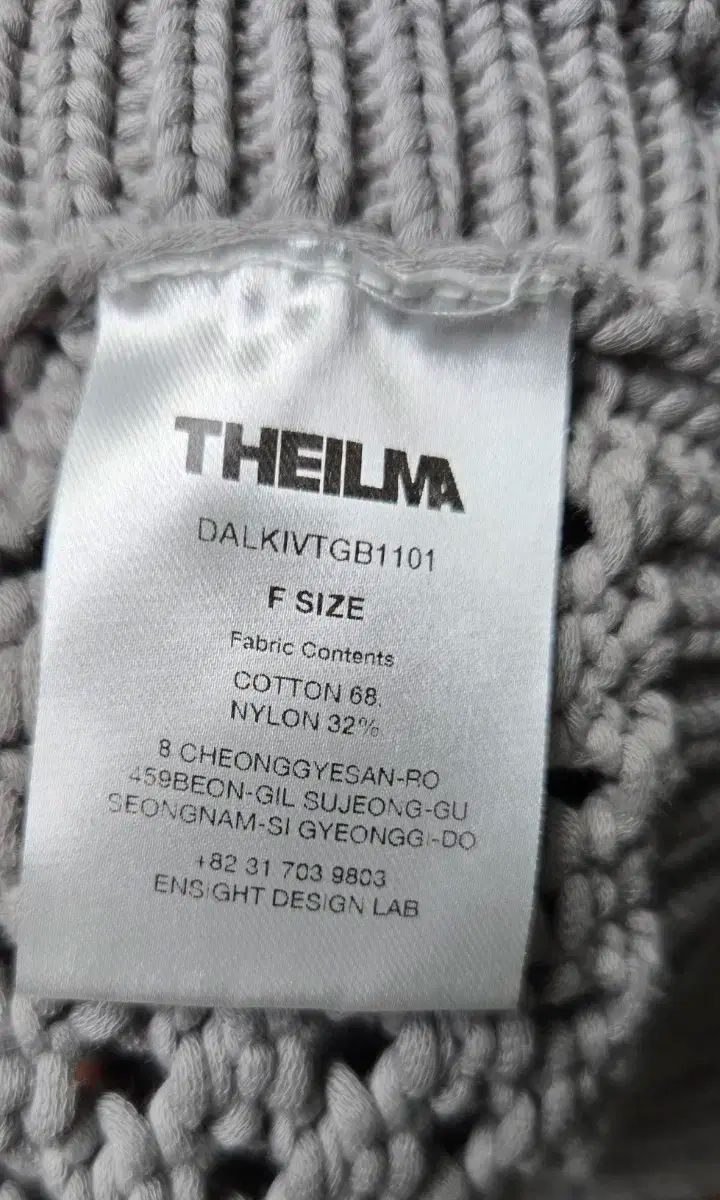 THEILMA
DALKIVTGB1101
F SIZE
Fabric Contents
COTTON 68.
NYLON 32%
8 CHEONGGYESAN-RO
459BEON-GIL SUJEONG-GU
SEONGNAM-SI GYEONGGI-DO
+82 31 703 9803
ENSIGHT DESIGN LAB